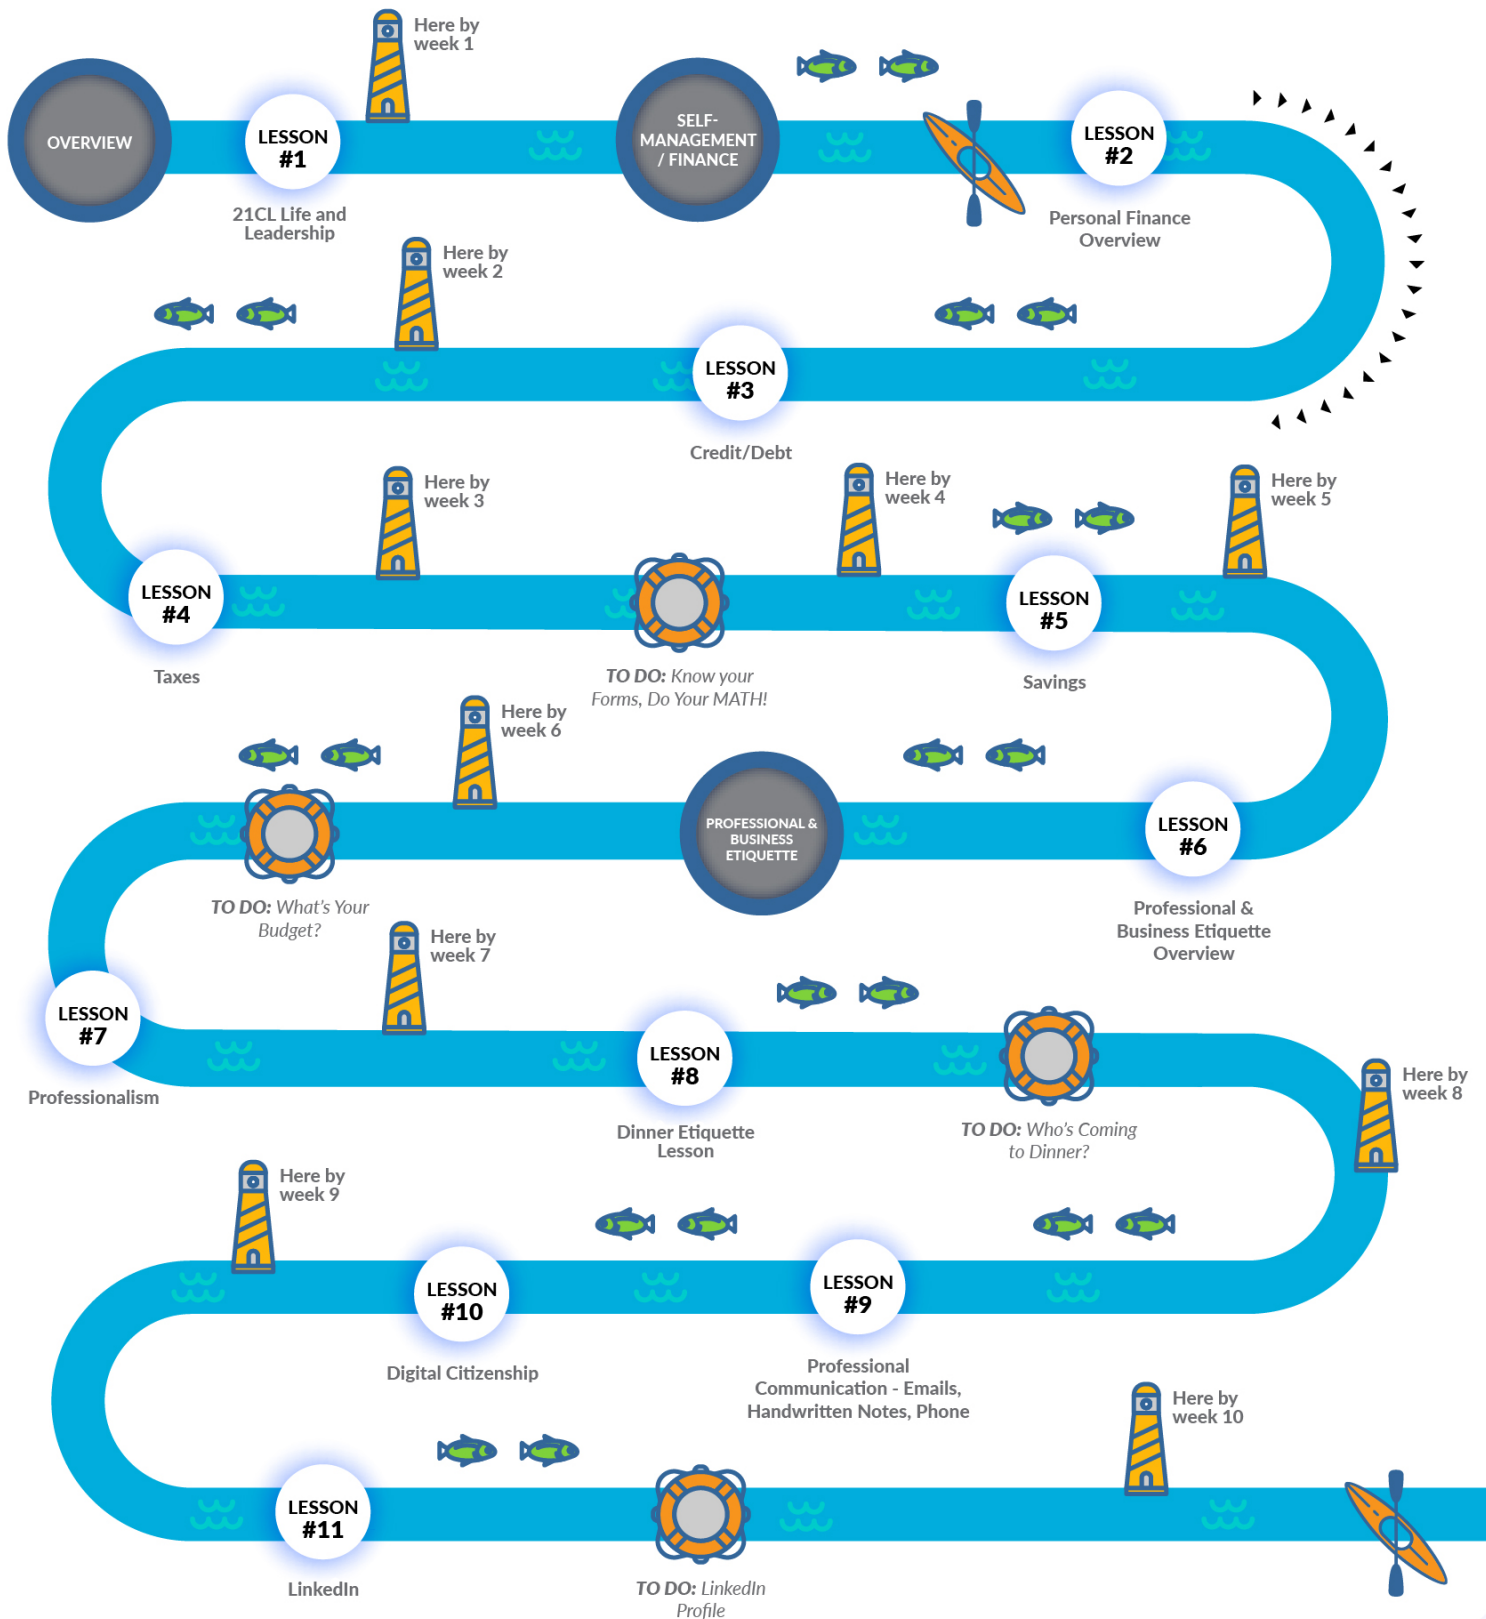 Here by
week 1
OVERVIEW
LESSON
#1
21CL Life and
Leadership
SELF-
MANAGEMENT
/ FINANCE
LESSON
#2
Personal Finance
Overview
Here by
week 2
LESSON
#3
Credit/Debt
LESSON
#4
Taxes
Here by
week 3
TO DO: Know your
Forms, Do Your MATH!
Here by
week 4
LESSON
#5
Savings
Here by
week 5
LESSON
#6
Professional &
Business Etiquette
Overview
PROFESSIONAL &
BUSINESS
ETIQUETTE
Here by
week 6
TO DO: What's Your
Budget?
LESSON
#7
Professionalism
Here by
week 7
LESSON
#8
Dinner Etiquette
Lesson
TO DO: Who's Coming
to Dinner?
Here by
week 8
LESSON
#9
Professional
Communication - Emails,
Handwritten Notes, Phone
LESSON
#10
Digital Citizenship
Here by
week 9
LESSON
#11
LinkedIn
TO DO: LinkedIn
Profile
Here by
week 10